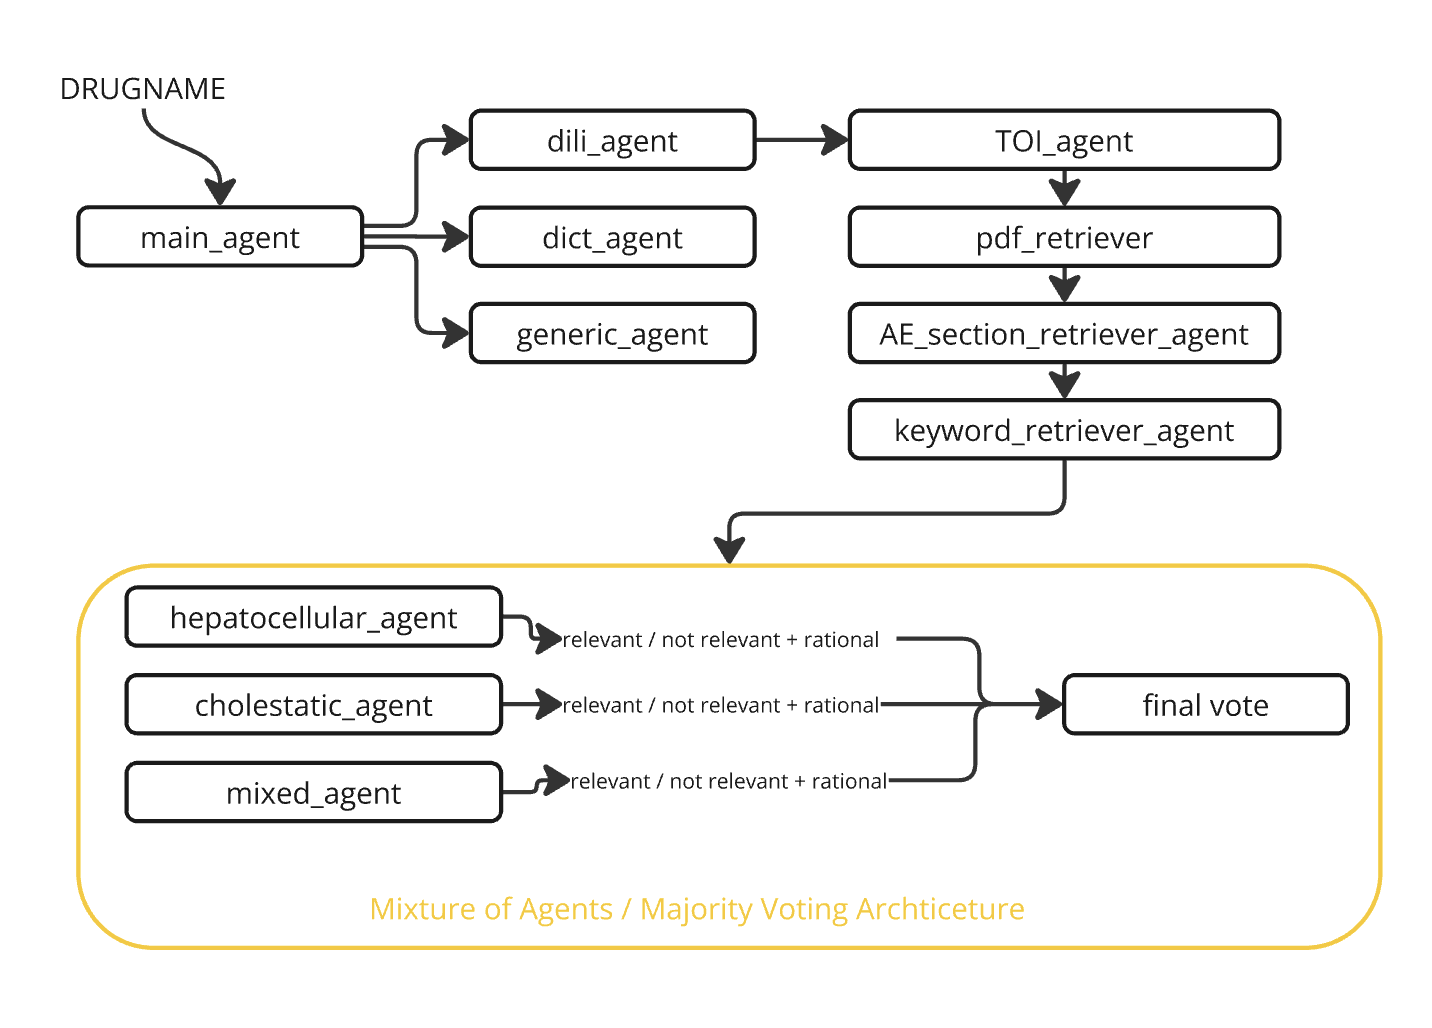 DRUGNAME
main_agent
dili_agent
dict_agent
generic_agent
TOI_agent
pdf_retriever
AE_section_retriever_agent
keyword_retriever_agent
hepatocellular_agent
relevant / not relevant + rational
cholestatic_agent
relevant / not relevant + rational
mixed_agent
relevant / not relevant + rational
final vote
Mixture of Agents / Majority Voting Archticeture